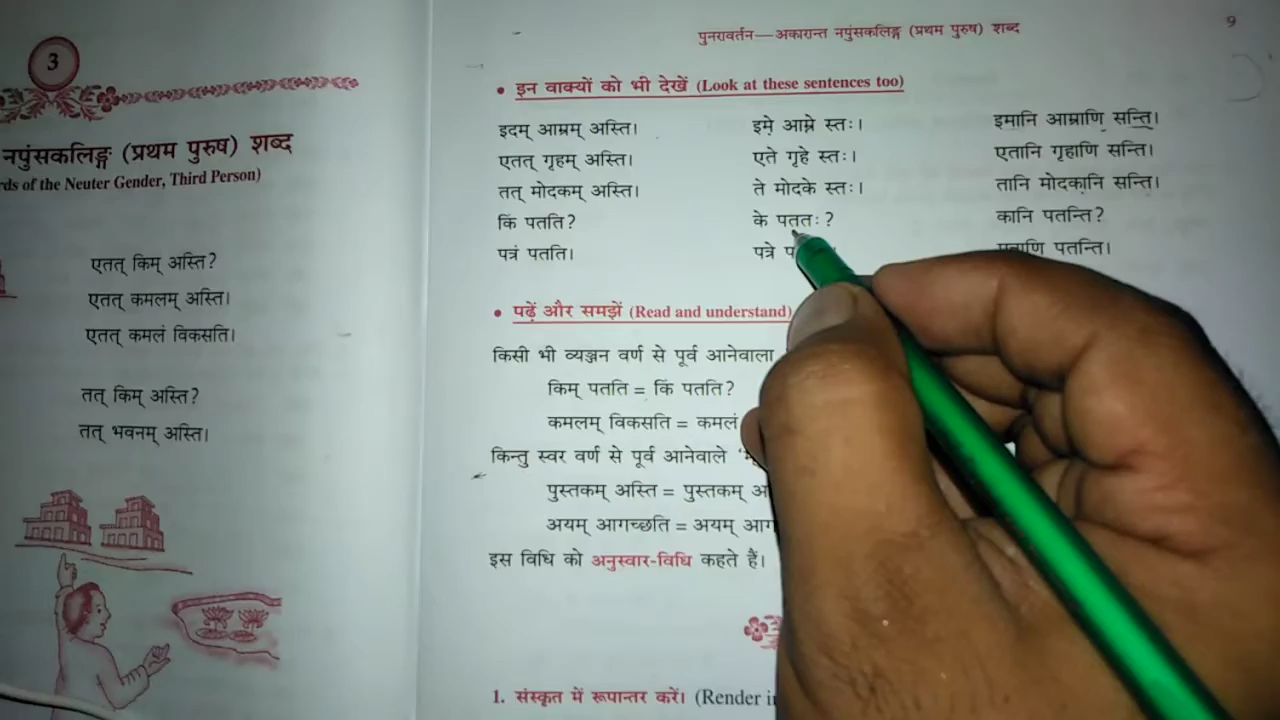 3
नपुंसकलिङ्ग (प्रथम पुरुष) शब्द
of the Neuter Gender, Third Person)
एतत् किम् अस्ति?
एतत् कमलम् अस्ति।
एतत् कमलं विकसति।
तत् किम् अस्ति?
तत् भवनम् अस्ति।
पुनरावर्तन—अकारान्त नपुंसकलिङ्ग (प्रथम पुरुष) शब्द 9
• इन वाक्यों को भी देखें (Look at these sentences too)
इदम् आम्रम् अस्ति। इमे आम्रे स्तः। इमानि आम्राणि सन्ति।
एतत् गृहम् अस्ति। एते गृहे स्तः। एतानि गृहाणि सन्ति।
तत् मोदकम् अस्ति। ते मोदके स्तः। तानि मोदकानि सन्ति।
किं पतति? के पततः? कानि पतन्ति?
पत्रं पतति। पत्रे पतन्ति।
• पढ़ें और समझें (Read and understand)
किसी भी व्यञ्जन वर्ण से पूर्व आनेवाला
किम् पतति = किं पतति?
कमलम् विकसति = कमलं
किन्तु स्वर वर्ण से पूर्व आनेवाले
पुस्तकम् अस्ति = पुस्तकम्
अयम् आगच्छति = अयम्
इस विधि को अनुस्वार-विधि कहते हैं।
1. संस्कृत में रूपान्तर करें। (Render